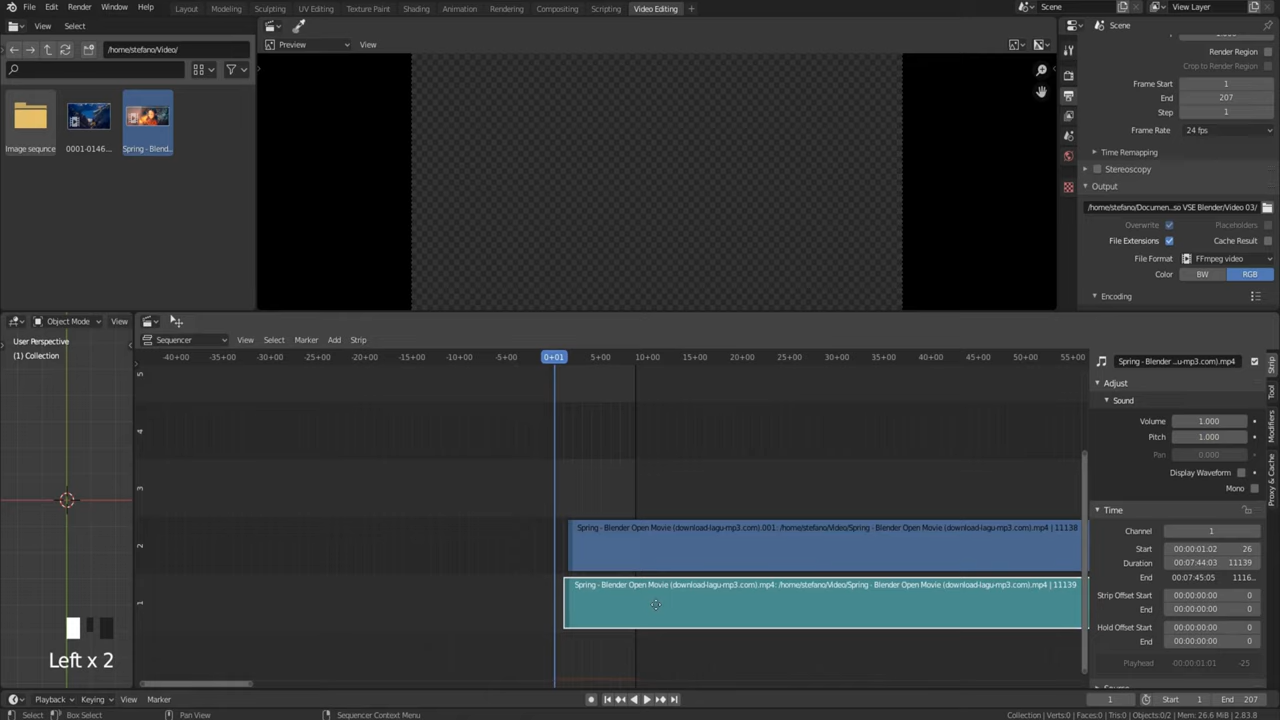 File Edit Render Window Help Layout Modeling Sculpting UV Editing Texture Paint Shading Animation Rendering Compositing Scripting Video Editing Scene View Layer
View Select
/home/stefano/Video/
Image sequnce 0001-0146... Spring - Blend...
Preview View
Scene
Render Region
Crop to Render Region
Frame Start 1
End 207
Step 1
Frame Rate 24 fps
Time Remapping
Stereoscopy
Output
/home/stefano/Documen...so VSE Blender/Video 03/
Overwrite Placeholders
File Extensions Cache Result
File Format FFmpeg video
Color BW RGB
Encoding
Object Mode View
User Perspective
(1) Collection
Sequencer View Select Marker Add Strip
-40+00 -35+00 -30+00 -25+00 -20+00 -15+00 -10+00 -5+00 0+01 5+00 10+00 15+00 20+00 25+00 30+00 35+00 40+00 45+00 50+00 55+00
5
4
3
2
1
Spring - Blender Open Movie (download-lagu-mp3.com).001: /home/stefano/Video/Spring - Blender Open Movie (download-lagu-mp3.com).mp4 | 11138
Spring - Blender Open Movie (download-lagu-mp3.com).mp4: /home/stefano/Video/Spring - Blender Open Movie (download-lagu-mp3.com).mp4 | 11139
Spring - Blender ...u-mp3.com).mp4
Adjust
Sound
Volume 1.000
Pitch 1.000
Pan 0.000
Display Waveform
Mono
Time
Channel 1
Start 00:00:01:02 26
Duration 00:07:44:03 11139
End 00:07:45:05 1116...
Strip Offset Start 00:00:00:00 0
End 00:00:00:00 0
Hold Offset Start 00:00:00:00 0
End 00:00:00:00 0
Playhead -00:00:01:01 -25
Strip
Tool
Modifiers
Proxy & Cache
Left x 2
Playback Keying View Marker 1 Start 1 End 207
Select Box Select Pan View Sequencer Context Menu Collection | Verts:0 | Faces:0 | Tris:0 | Objects:0/2 | Mem: 26.6 MiB | 2.83.8